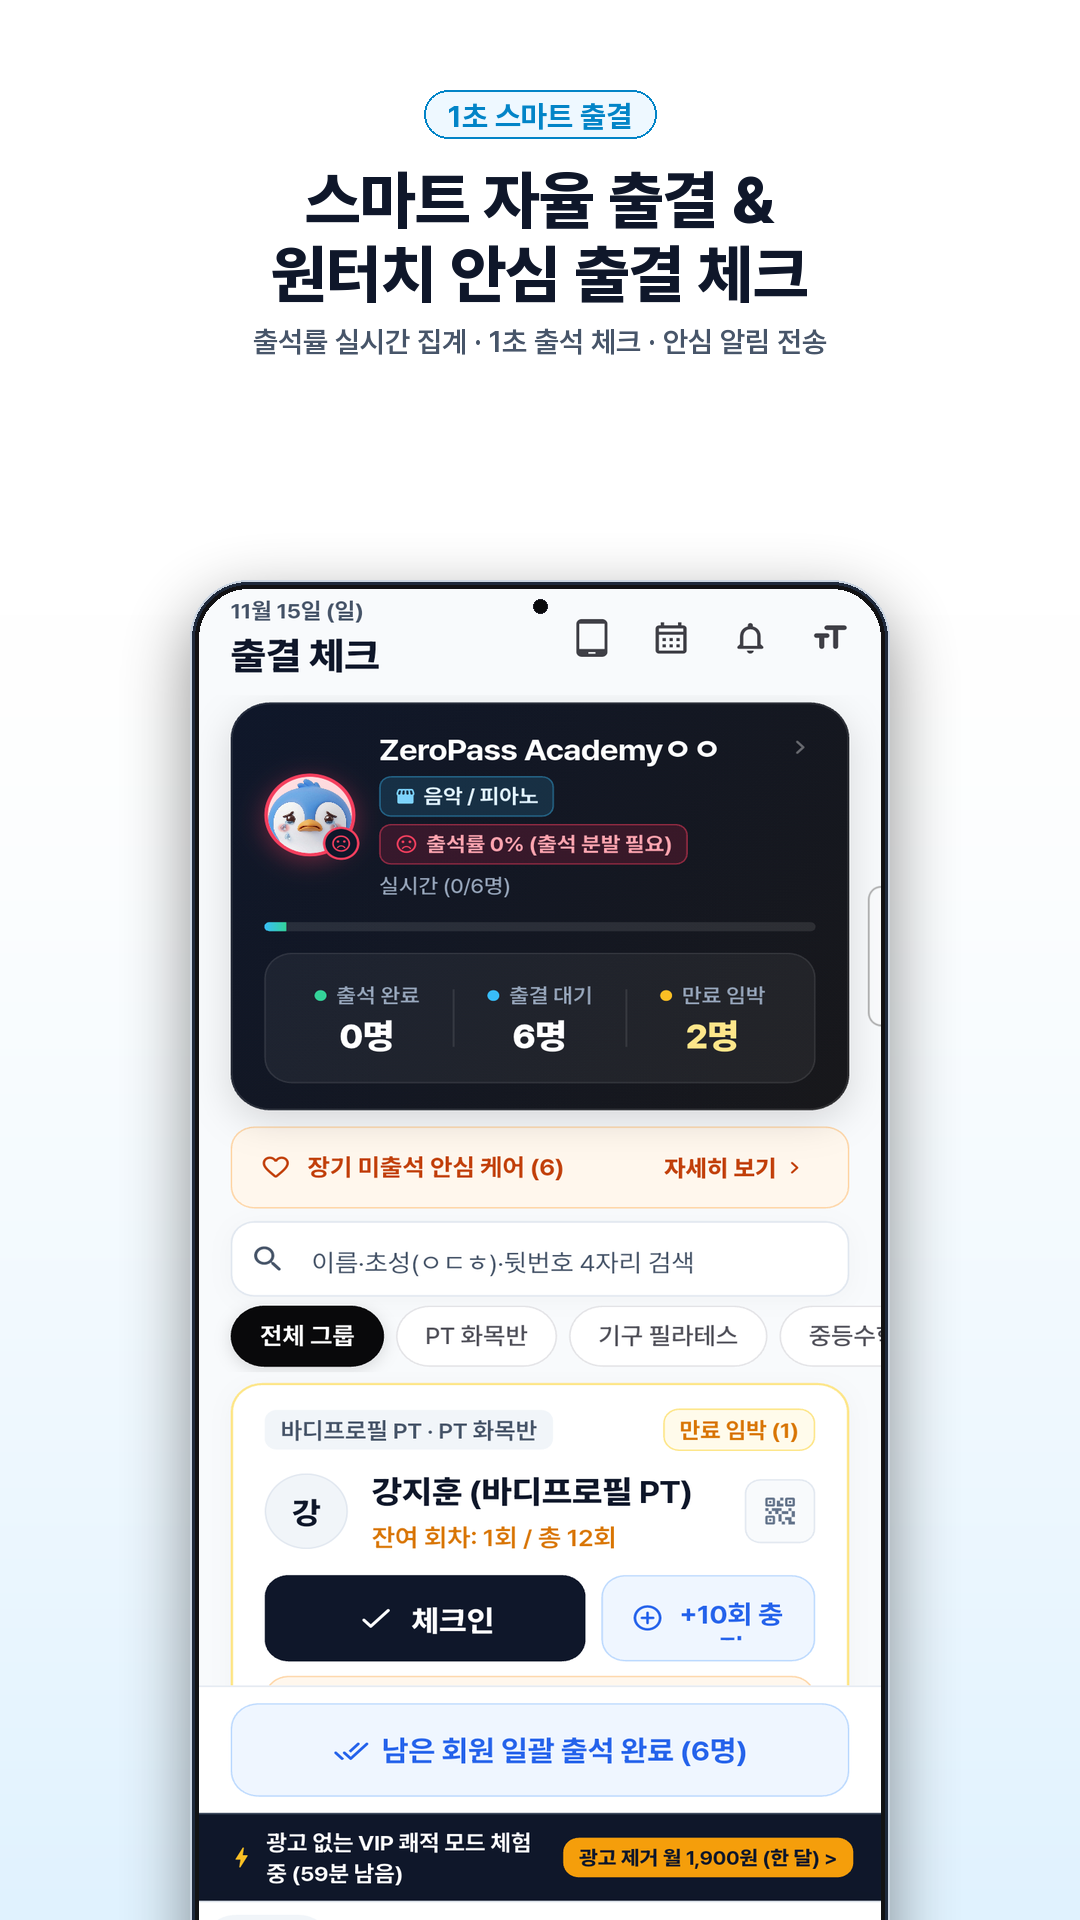 1초 스마트 출결
스마트 자율 출결 &
원터치 안심 출결 체크
출석률 실시간 집계 · 1초 출석 체크 · 안심 알림 전송
11월 15일 (일)
출결 체크
ZeroPass Academyㅇㅇ
음악 / 피아노
출석률 0% (출석 분발 필요)
실시간 (0/6명)
출석 완료
0명
출결 대기
6명
만료 임박
2명
장기 미출석 안심 케어 (6)
자세히 보기 >
이름·초성(ㅇㄷㅎ)·뒷번호 4자리 검색
전체 그룹
PT 화목반
기구 필라테스
중등수
바디프로필 PT · PT 화목반
만료 임박 (1)
강
강지훈 (바디프로필 PT)
잔여 회차: 1회 / 총 12회
체크인
+10회 충
남은 회원 일괄 출석 완료 (6명)
광고 없는 VIP 쾌적 모드 체험
중 (59분 남음)
광고 제거 월 1,900원 (한 달) >